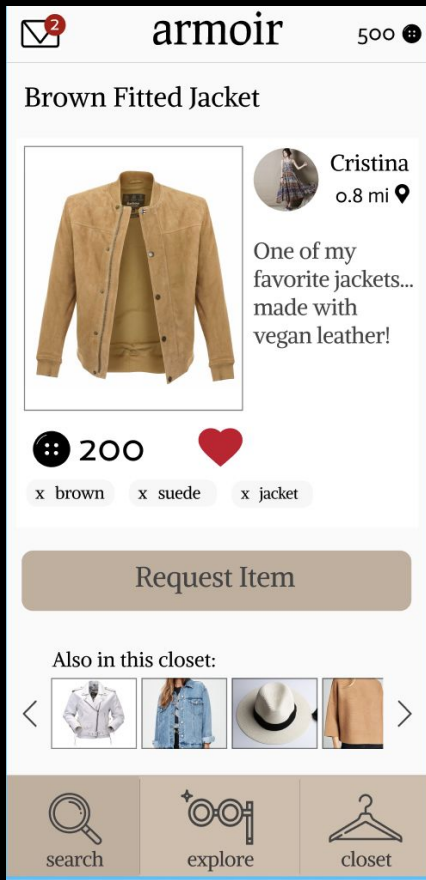 2
armoir
500
Brown Fitted Jacket
Cristina
0.8 mi
One of my
favorite jackets...
made with
vegan leather!
200
x brown
x suede
x jacket
Request Item
Also in this closet:
search
explore
closet